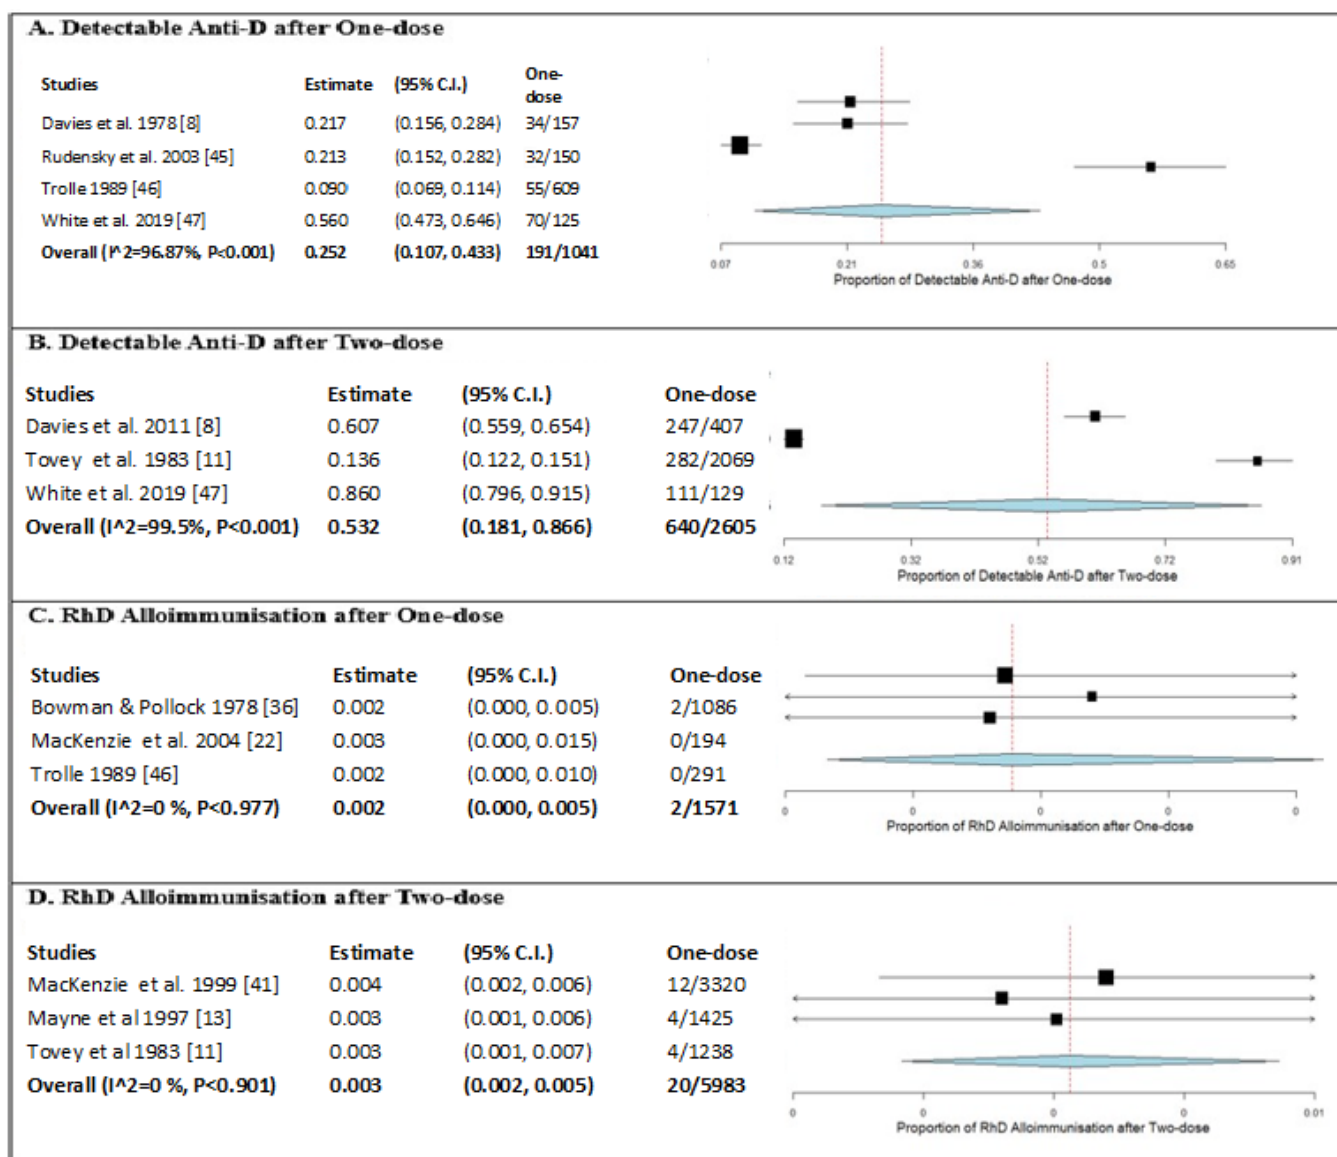 A. Detectable Anti-D after One-dose
Studies Estimate (95% C.I.) One-dose
Davies et al. 1978 [8] 0.217 (0.156, 0.284) 34/157
Rudensky et al. 2003 [45] 0.213 (0.152, 0.282) 32/150
Trolle 1989 [46] 0.090 (0.069, 0.114) 55/609
White et al. 2019 [47] 0.560 (0.473, 0.646) 70/125
Overall (I^2=96.87%, P<0.001) 0.252 (0.107, 0.433) 191/1041
0.07 0.21 0.36 0.5 0.65
Proportion of Detectable Anti-D after One-dose
B. Detectable Anti-D after Two-dose
Studies Estimate (95% C.I.) One-dose
Davies et al. 2011 [8] 0.607 (0.559, 0.654) 247/407
Tovey et al. 1983 [11] 0.136 (0.122, 0.151) 282/2069
White et al. 2019 [47] 0.860 (0.796, 0.915) 111/129
Overall (I^2=99.5%, P<0.001) 0.532 (0.181, 0.866) 640/2605
0.12 0.32 0.52 0.72 0.91
Proportion of Detectable Anti-D after Two-dose
C. RhD Alloimmunisation after One-dose
Studies Estimate (95% C.I.) One-dose
Bowman & Pollock 1978 [36] 0.002 (0.000, 0.005) 2/1086
MacKenzie et al. 2004 [22] 0.003 (0.000, 0.015) 0/194
Trolle 1989 [46] 0.002 (0.000, 0.010) 0/291
Overall (I^2=0 %, P<0.977) 0.002 (0.000, 0.005) 2/1571
0 0 0 0 0
Proportion of RhD Alloimmunisation after One-dose
D. RhD Alloimmunisation after Two-dose
Studies Estimate (95% C.I.) One-dose
MacKenzie et al. 1999 [41] 0.004 (0.002, 0.006) 12/3320
Mayne et al 1997 [13] 0.003 (0.001, 0.006) 4/1425
Tovey et al 1983 [11] 0.003 (0.001, 0.007) 4/1238
Overall (I^2=0 %, P<0.901) 0.003 (0.002, 0.005) 20/5983
0 0 0 0 0.01
Proportion of RhD Alloimmunisation after Two-dose